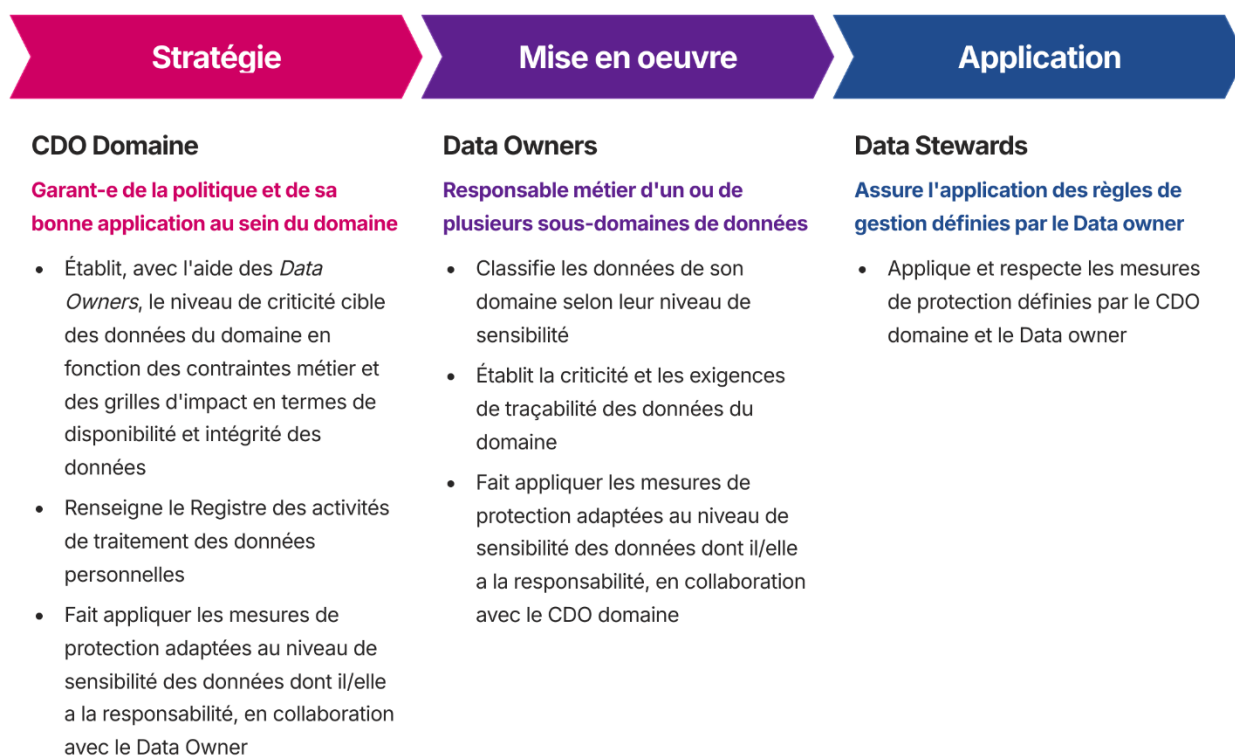 Stratégie
Mise en oeuvre
Application
CDO Domaine
Garant-e de la politique et de sa
bonne application au sein du domaine
• Établit, avec l'aide des Data
Owners, le niveau de criticité cible
des données du domaine en
fonction des contraintes métier et
des grilles d'impact en termes de
disponibilité et intégrité des
données
• Renseigne le Registre des activités
de traitement des données
personnelles
• Fait appliquer les mesures de
protection adaptées au niveau de
sensibilité des données dont il/elle
a la responsabilité, en collaboration
avec le Data Owner
Data Owners
Responsable métier d'un ou de
plusieurs sous-domaines de données
• Classifie les données de son
domaine selon leur niveau de
sensibilité
• Établit la criticité et les exigences
de traçabilité des données du
domaine
• Fait appliquer les mesures de
protection adaptées au niveau de
sensibilité des données dont il/elle
a la responsabilité, en collaboration
avec le CDO domaine
Data Stewards
Assure l'application des règles de
gestion définies par le Data owner
• Applique et respecte les mesures
de protection définies par le CDO
domaine et le Data owner